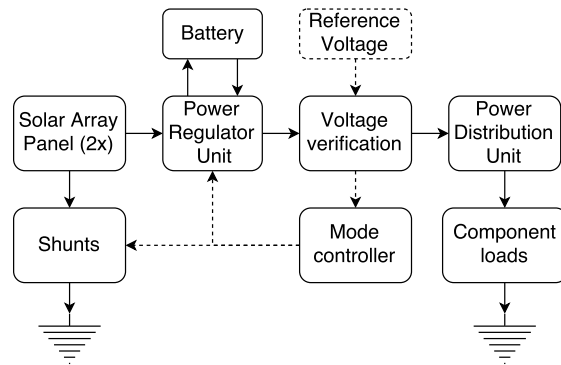 Battery
Reference
Voltage
Solar Array
Panel (2x)
Power
Regulator
Unit
Voltage
verification
Power
Distribution
Unit
Shunts
Mode
controller
Component
loads